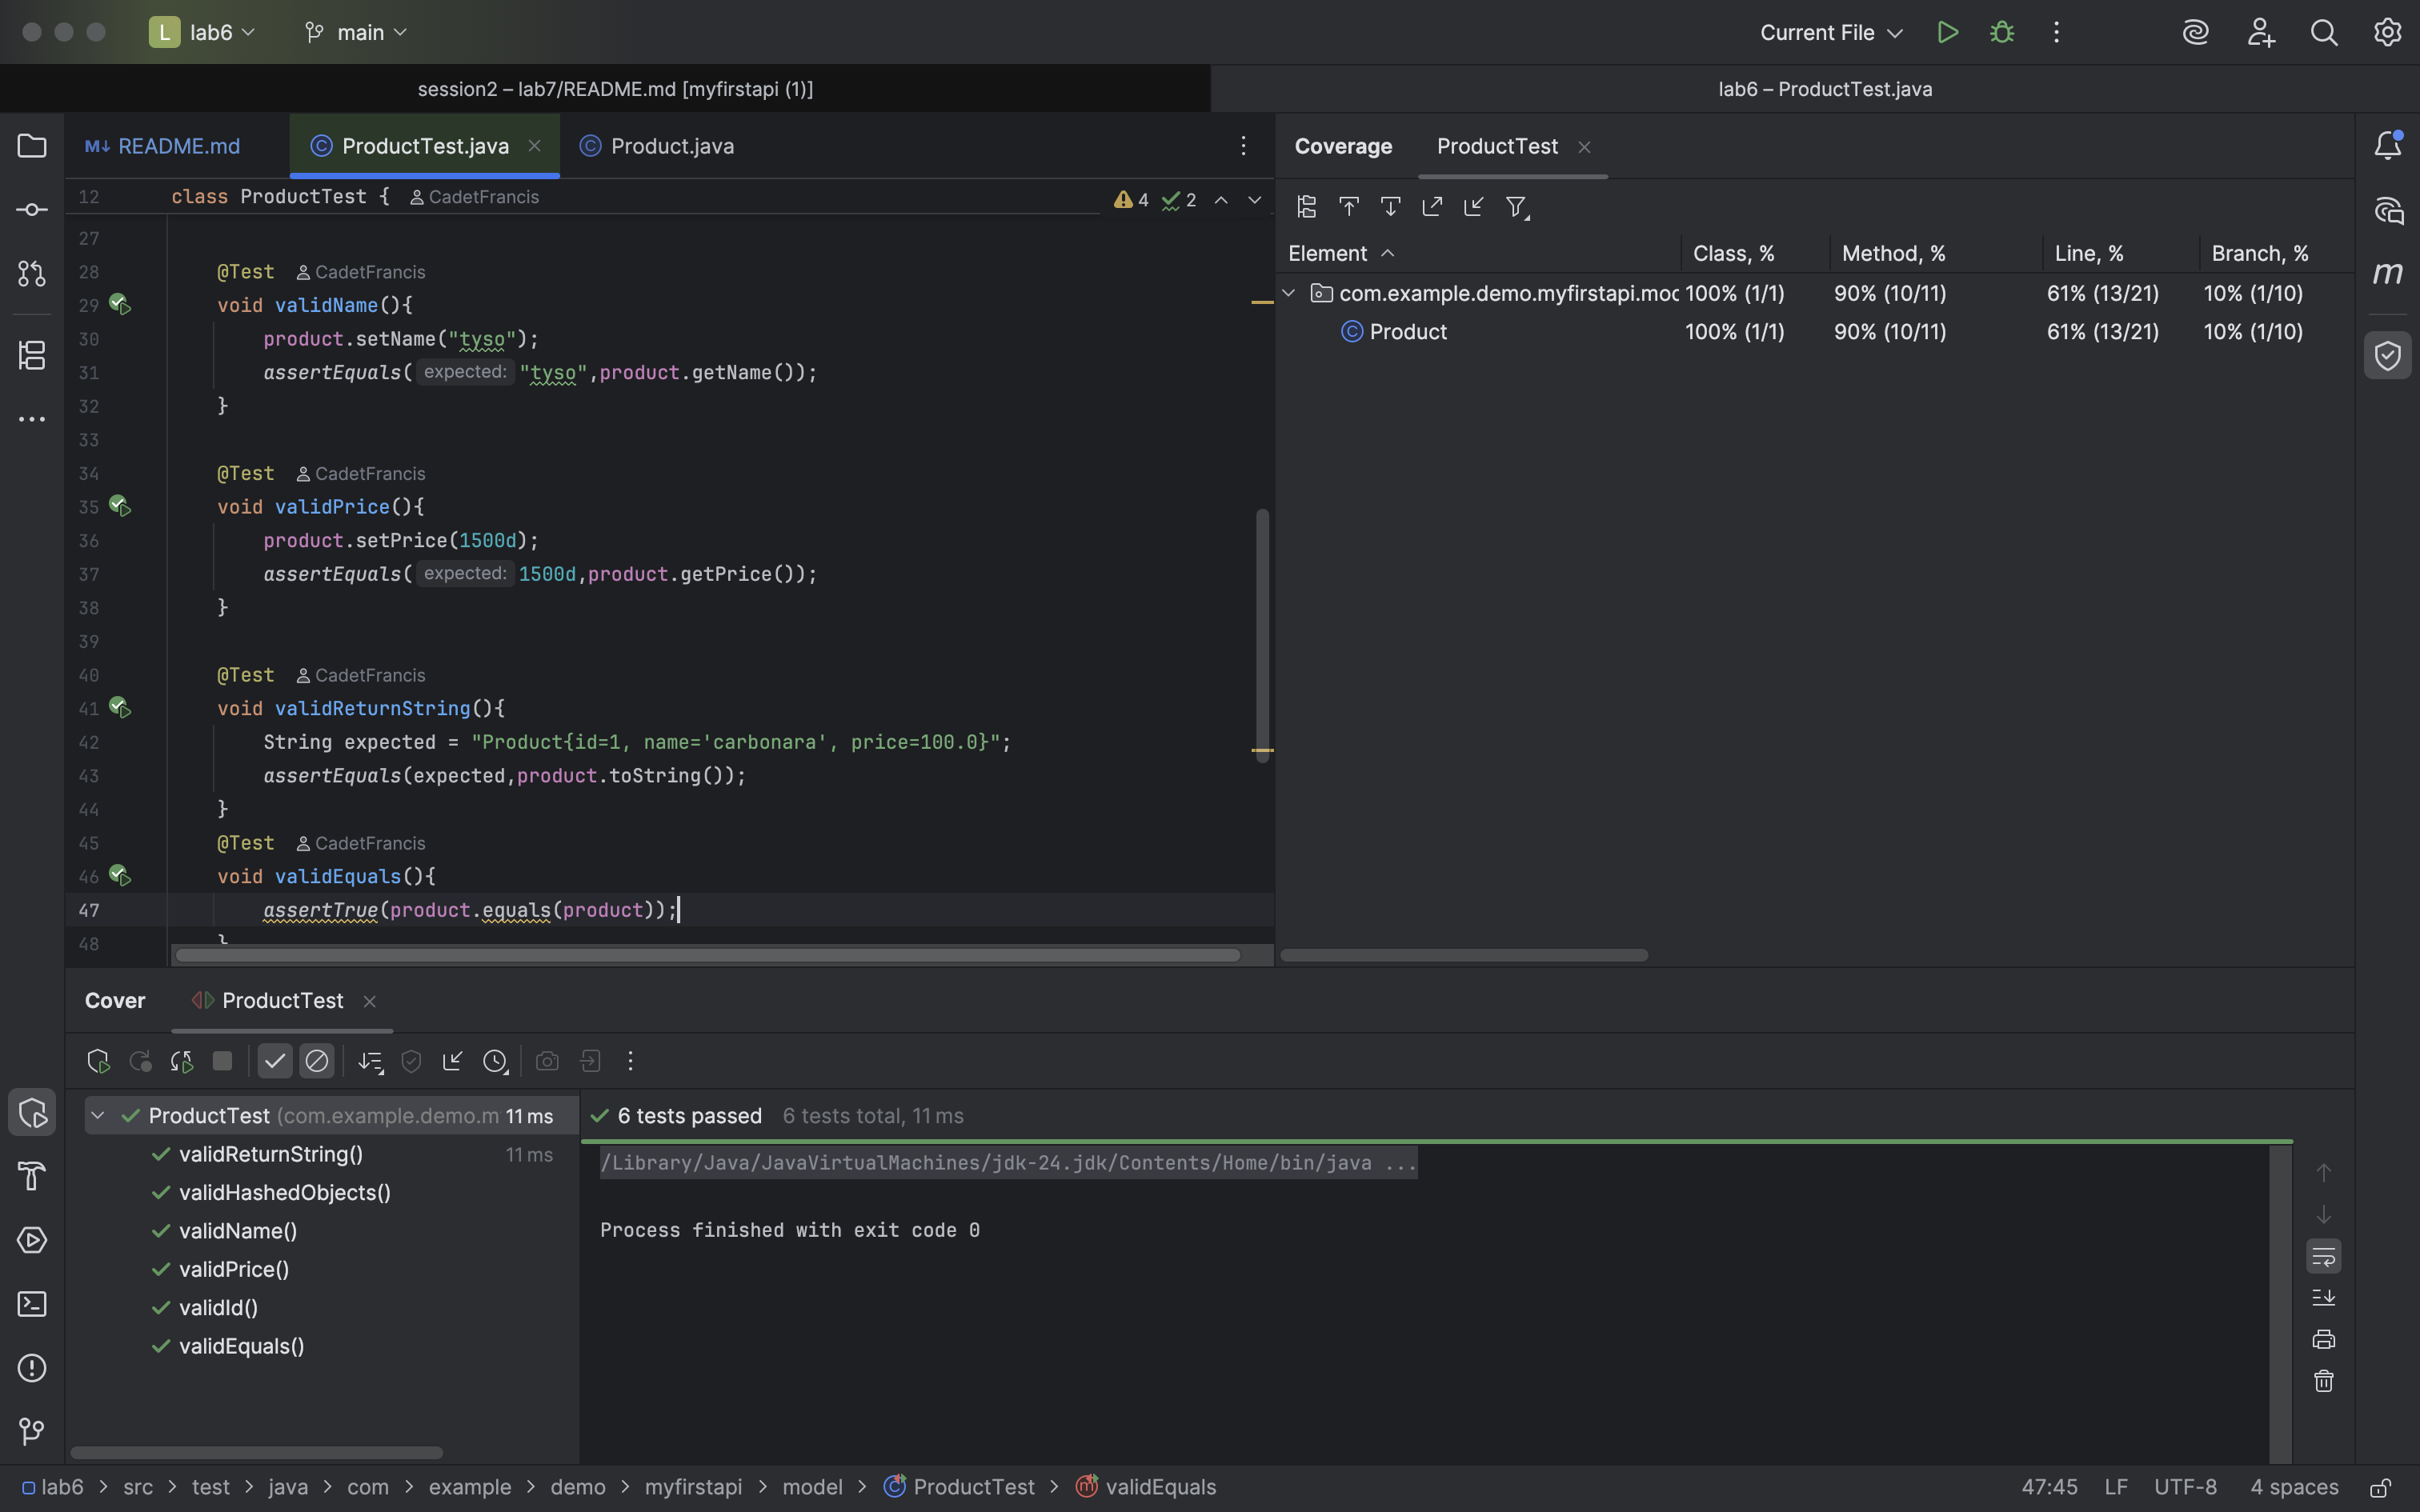 L lab6 main Current File
session2 – lab7/README.md [myfirstapi (1)] lab6 – ProductTest.java
M↓ README.md ProductTest.java Product.java
Coverage ProductTest
12 class ProductTest { CadetFrancis 4 2
Element Class, % Method, % Line, % Branch, %
com.example.demo.myfirstapi.moc 100% (1/1) 90% (10/11) 61% (13/21) 10% (1/10)
Product 100% (1/1) 90% (10/11) 61% (13/21) 10% (1/10)
27
28 @Test CadetFrancis
29 void validName(){
30 product.setName("tyso");
31 assertEquals( expected: "tyso",product.getName());
32 }
33
34 @Test CadetFrancis
35 void validPrice(){
36 product.setPrice(1500d);
37 assertEquals( expected: 1500d,product.getPrice());
38 }
39
40 @Test CadetFrancis
41 void validReturnString(){
42 String expected = "Product{id=1, name='carbonara', price=100.0}";
43 assertEquals(expected,product.toString());
44 }
45 @Test CadetFrancis
46 void validEquals(){
47 assertTrue(product.equals(product));
48 }
Cover ProductTest
ProductTest (com.example.demo.m 11 ms
validReturnString() 11 ms
validHashedObjects()
validName()
validPrice()
validId()
validEquals()
6 tests passed 6 tests total, 11 ms
/Library/Java/JavaVirtualMachines/jdk-24.jdk/Contents/Home/bin/java ...
Process finished with exit code 0
lab6 > src > test > java > com > example > demo > myfirstapi > model > ProductTest > validEquals 47:45 LF UTF-8 4 spaces